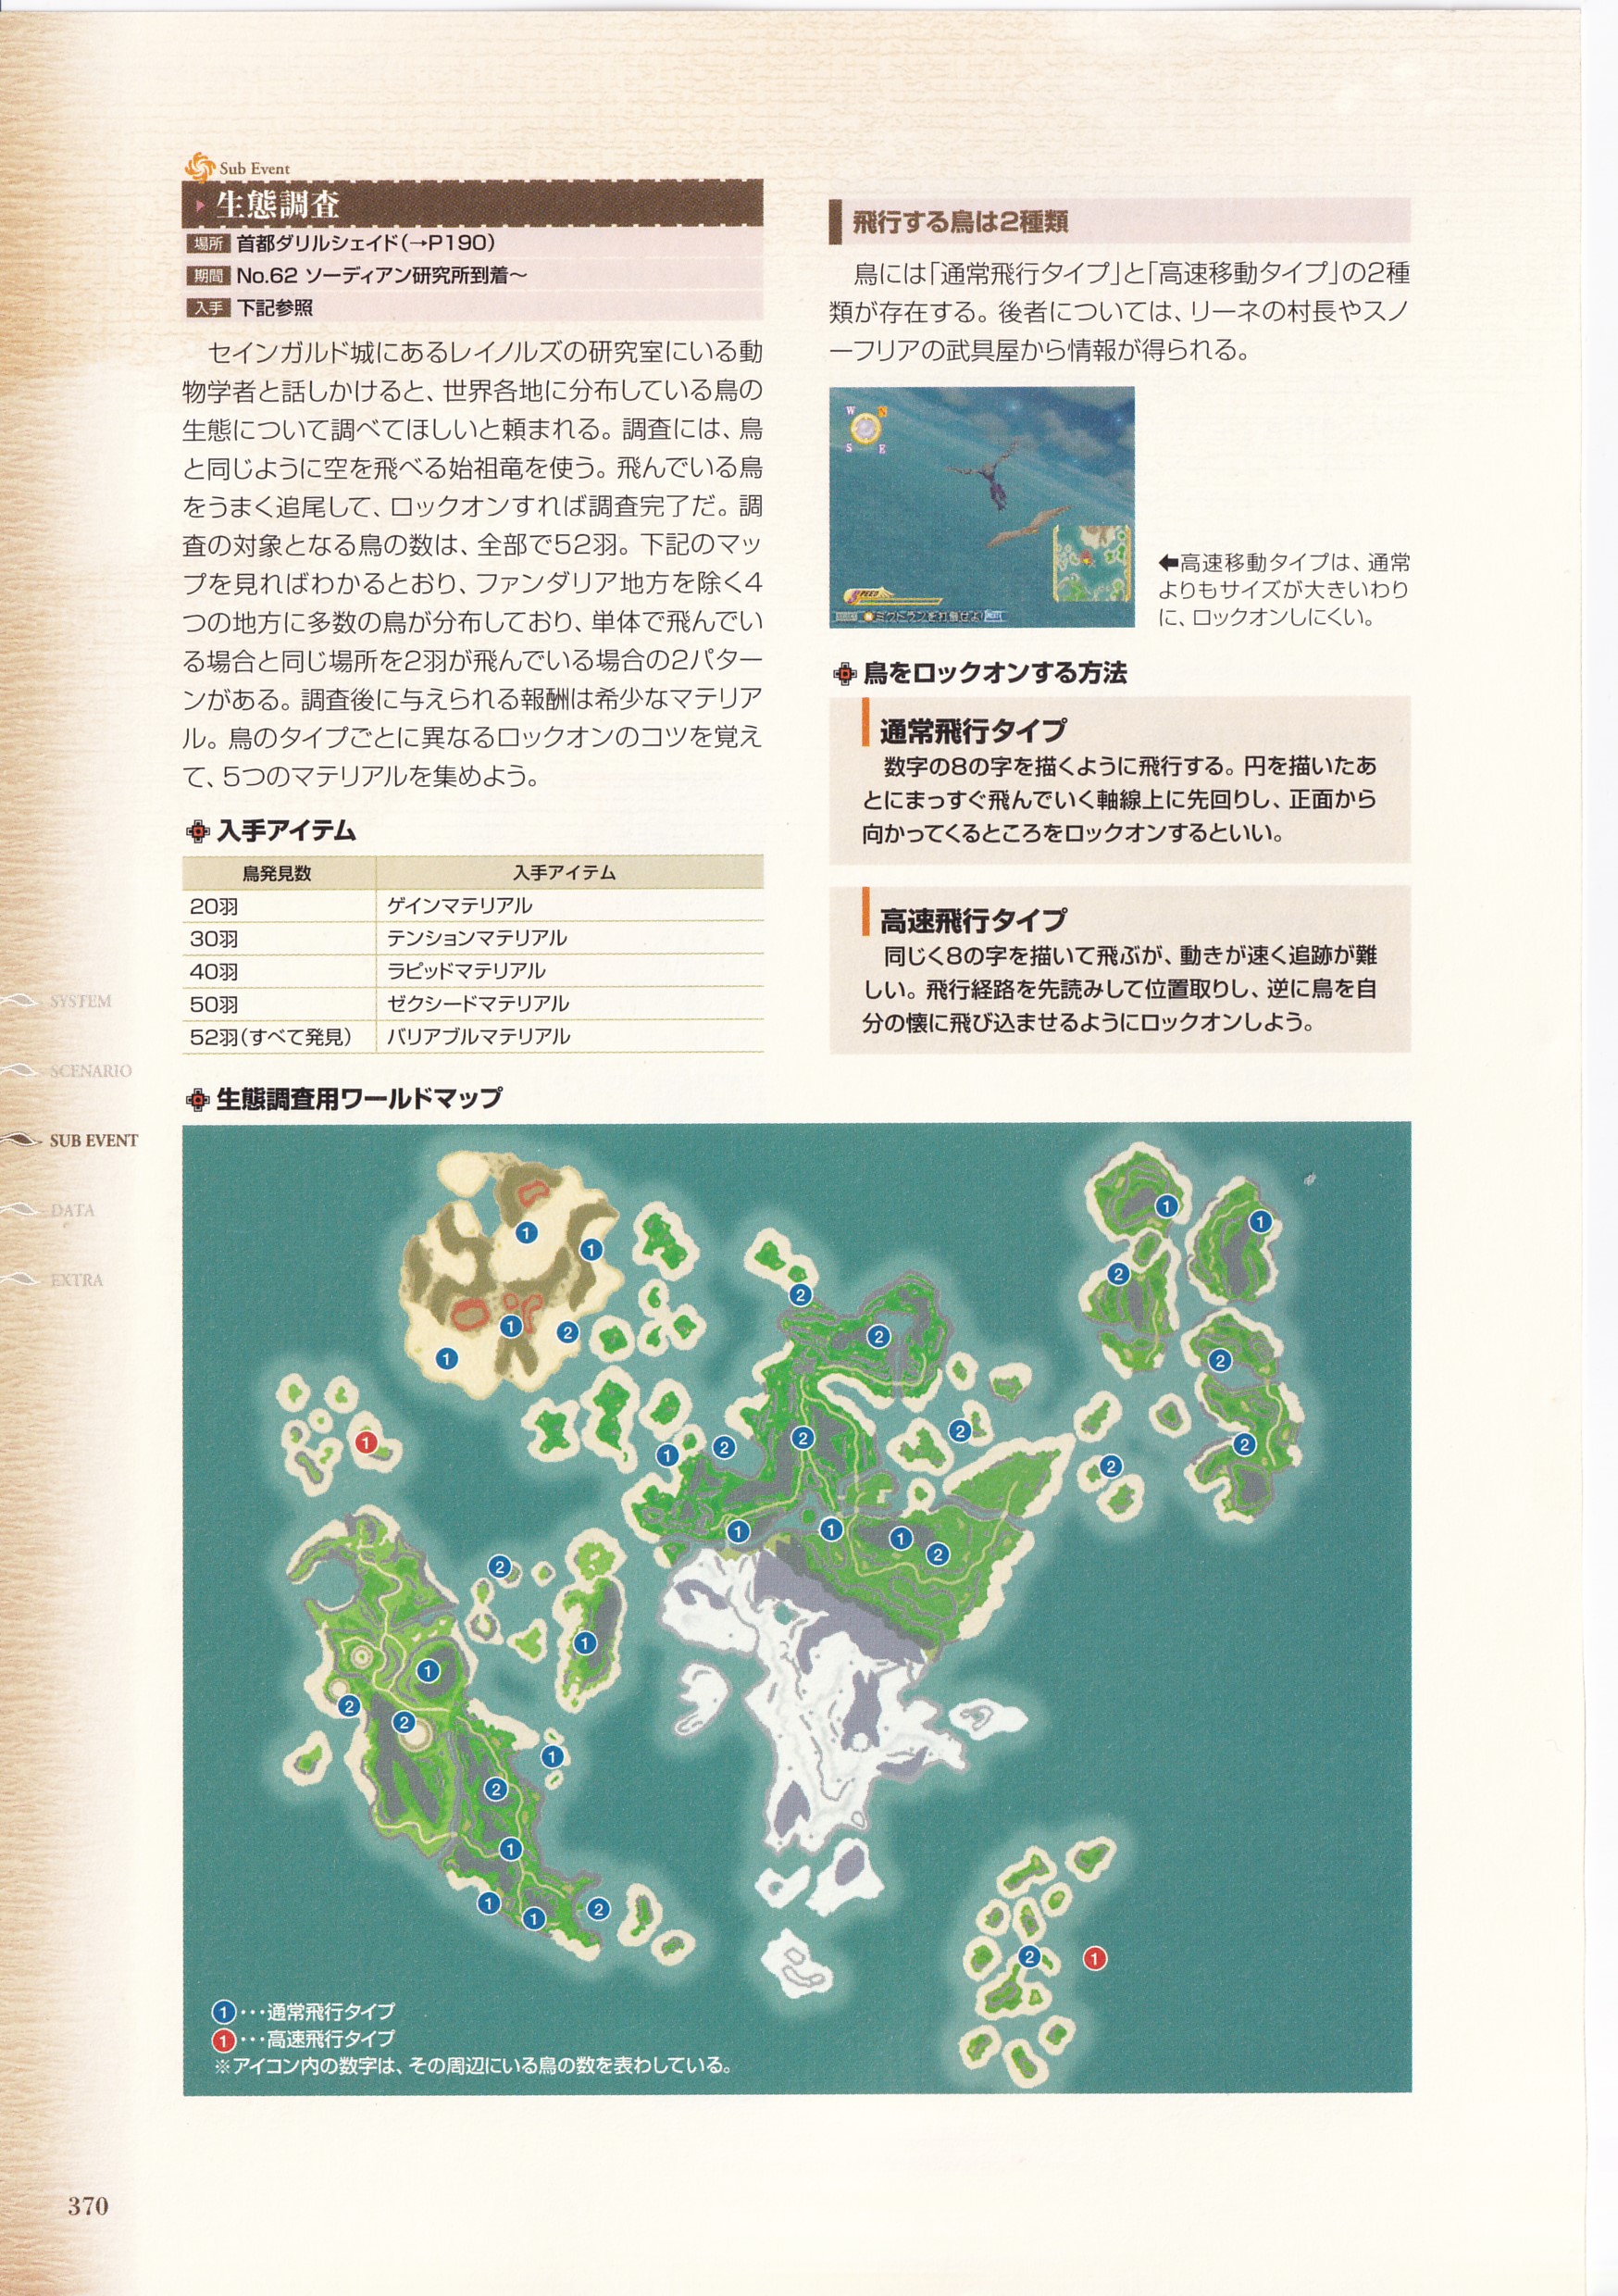 Sub Event
生態調査
場所 首都ダリルシェイド(→P190)
期間 No.62 ソーディアン研究所到着～
入手 下記参照
セインガルド城にあるレイノルズの研究室にいる動
物学者と話しかけると、世界各地に分布している鳥の
生態について調べてほしいと頼まれる。調査には、鳥
と同じように空を飛べる始祖竜を使う。飛んでいる鳥
をうまく追尾して、ロックオンすれば調査完了だ。調
査の対象となる鳥の数は、全部で52羽。下記のマッ
プを見ればわかるとおり、ファンダリア地方を除く4
つの地方に多数の鳥が分布しており、単体で飛んでい
る場合と同じ場所を2羽が飛んでいる場合の2パター
ンがある。調査後に与えられる報酬は希少なマテリア
ル。鳥のタイプごとに異なるロックオンのコツを覚え
て、5つのマテリアルを集めよう。
入手アイテム
鳥発見数 入手アイテム
20羽 ゲインマテリアル
30羽 テンションマテリアル
40羽 ラピッドマテリアル
50羽 ゼクシードマテリアル
52羽(すべて発見) バリアブルマテリアル
飛行する鳥は2種類
鳥には「通常飛行タイプ」と「高速移動タイプ」の2種
類が存在する。後者については、リーネの村長やスノ
ーフリアの武具屋から情報が得られる。
W N
S E
SPEED
ミクトランを打倒せよ
←高速移動タイプは、通常
よりもサイズが大きいわり
に、ロックオンしにくい。
鳥をロックオンする方法
通常飛行タイプ
数字の8の字を描くように飛行する。円を描いたあ
とにまっすぐ飛んでいく軸線上に先回りし、正面から
向かってくるところをロックオンするといい。
高速飛行タイプ
同じく8の字を描いて飛ぶが、動きが速く追跡が難
しい。飛行経路を先読みして位置取りし、逆に鳥を自
分の懐に飛び込ませるようにロックオンしよう。
SYSTEM
SCENARIO
SUB EVENT
DATA
EXTRA
生態調査用ワールドマップ
1
1
1
1
2
1
2
2
1
2
2
1
2
2
2
2
2
1
2
1
1
1
2
2
1
1
2
2
1
2
1
1
1
2
2
1
1・・・通常飛行タイプ
1・・・高速飛行タイプ
※アイコン内の数字は、その周辺にいる鳥の数を表わしている。
370